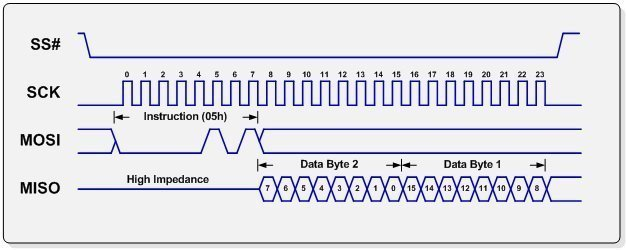 SS#
SCK
0 1 2 3 4 5 6 7 8 9 10 11 12 13 14 15 16 17 18 19 20 21 22 23
Instruction (05h)
MOSI
Data Byte 2 Data Byte 1
High Impedance
MISO
7 6 5 4 3 2 1 0 15 14 13 12 11 10 9 8